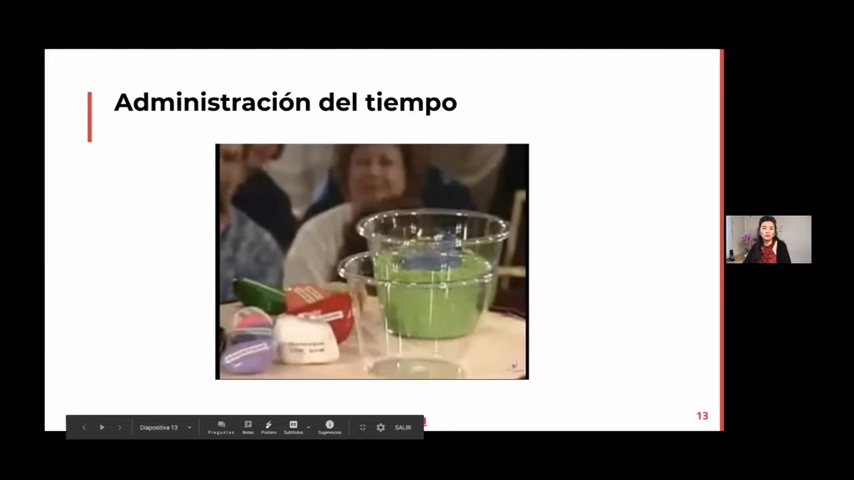 Administración del tiempo
13
Diapositiva 13
Preguntas
Notas
Puntero
Subtítulos
Sugerencias
SALIR